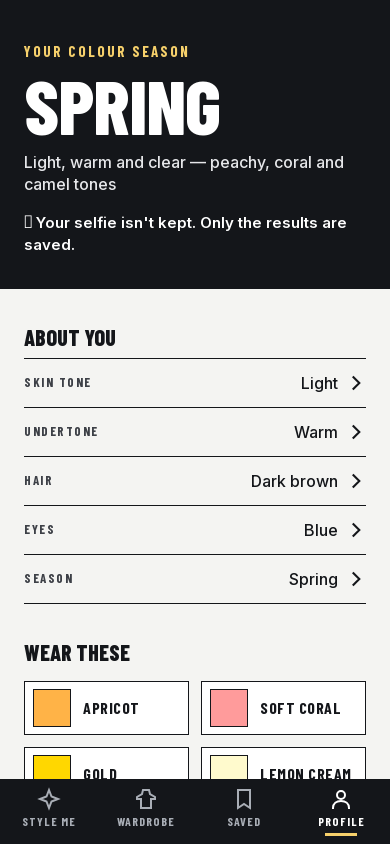 YOUR COLOUR SEASON
SPRING
Light, warm and clear — peachy, coral and
camel tones
Your selfie isn't kept. Only the results are
saved.
ABOUT YOU
SKIN TONE Light
UNDERTONE Warm
HAIR Dark brown
EYES Blue
SEASON Spring
WEAR THESE
APRICOT SOFT CORAL
GOLD LEMON CREAM
STYLE ME WARDROBE SAVED PROFILE